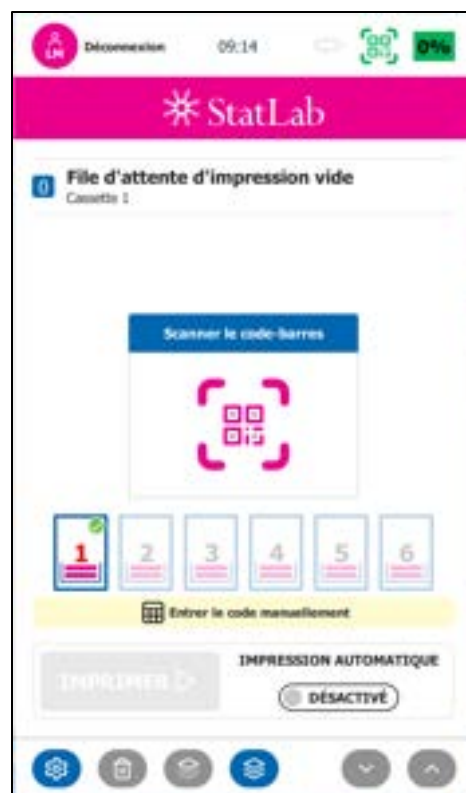 LM Déconnexion 09:14 0%
StatLab
0 File d'attente d'impression vide
Cassette 1
Scanner le code-barres
1 2 3 4 5 6
Entrer le code manuellement
IMPRESSION AUTOMATIQUE
IMPRIMER
DÉSACTIVÉ